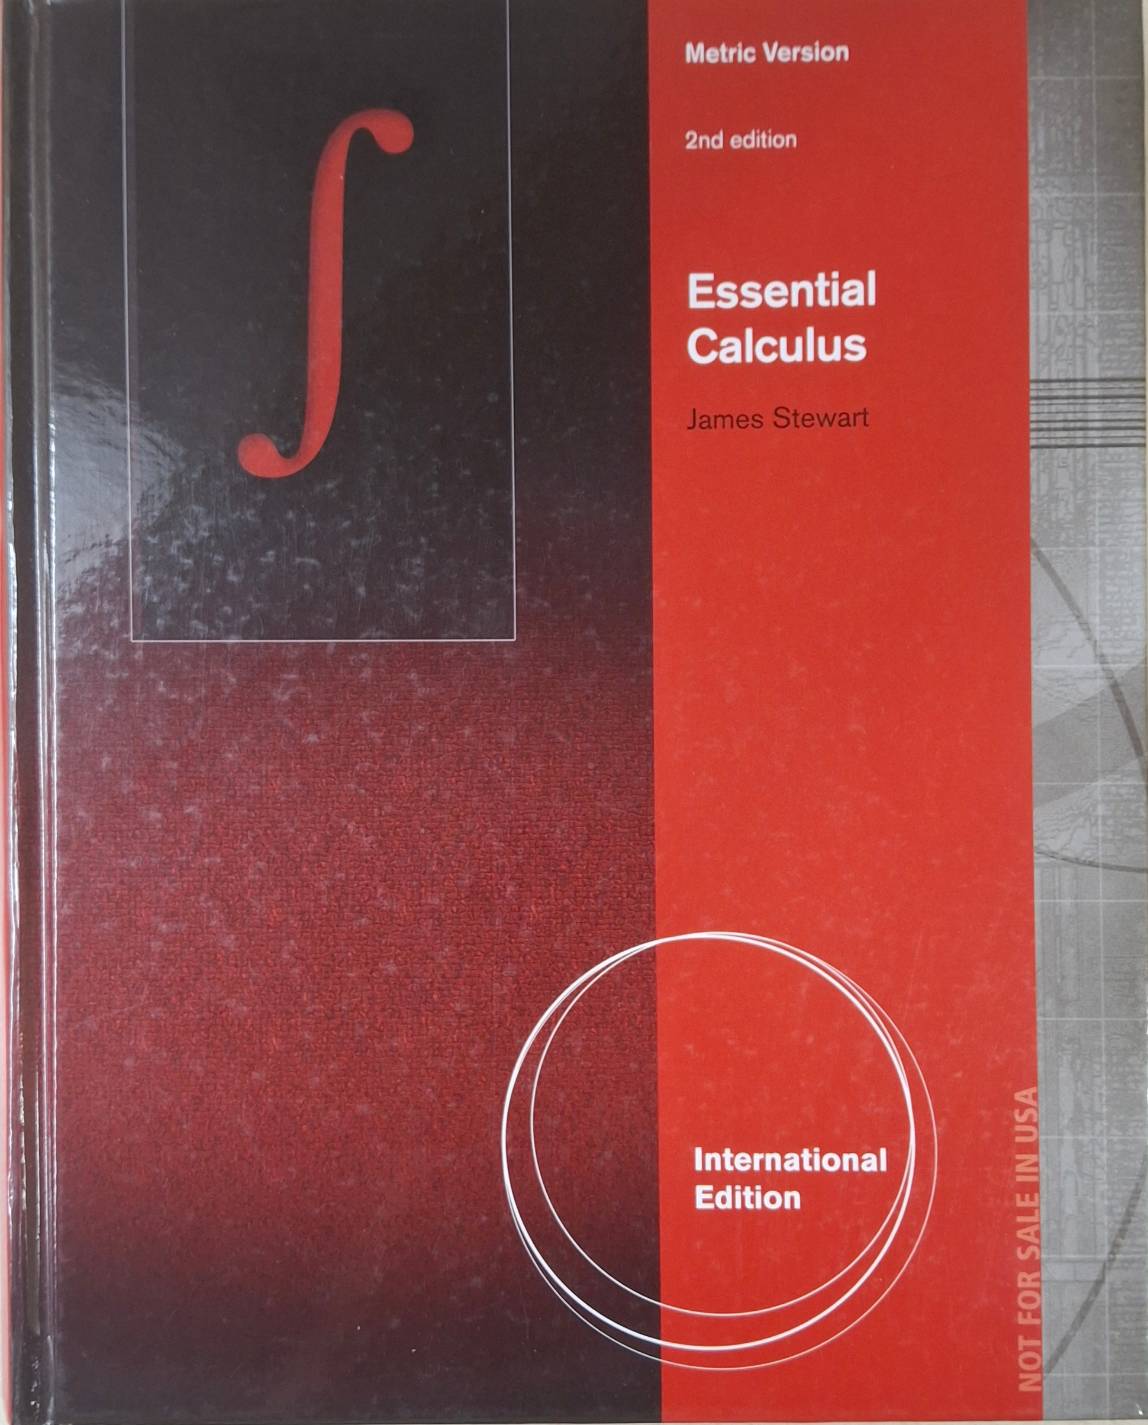 Metric Version
2nd edition
Essential
Calculus
James Stewart
International
Edition
NOT FOR SALE IN USA